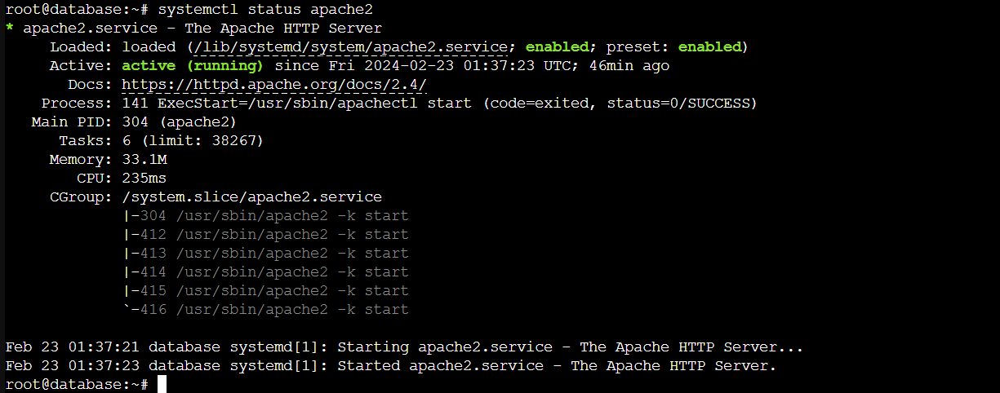 root@database:~# systemctl status apache2
* apache2.service - The Apache HTTP Server
     Loaded: loaded (/lib/systemd/system/apache2.service; enabled; preset: enabled)
     Active: active (running) since Fri 2024-02-23 01:37:23 UTC; 46min ago
       Docs: https://httpd.apache.org/docs/2.4/
    Process: 141 ExecStart=/usr/sbin/apachectl start (code=exited, status=0/SUCCESS)
   Main PID: 304 (apache2)
      Tasks: 6 (limit: 38267)
     Memory: 33.1M
        CPU: 235ms
     CGroup: /system.slice/apache2.service
             |-304 /usr/sbin/apache2 -k start
             |-412 /usr/sbin/apache2 -k start
             |-413 /usr/sbin/apache2 -k start
             |-414 /usr/sbin/apache2 -k start
             |-415 /usr/sbin/apache2 -k start
             `-416 /usr/sbin/apache2 -k start

Feb 23 01:37:21 database systemd[1]: Starting apache2.service - The Apache HTTP Server...
Feb 23 01:37:23 database systemd[1]: Started apache2.service - The Apache HTTP Server.
root@database:~#